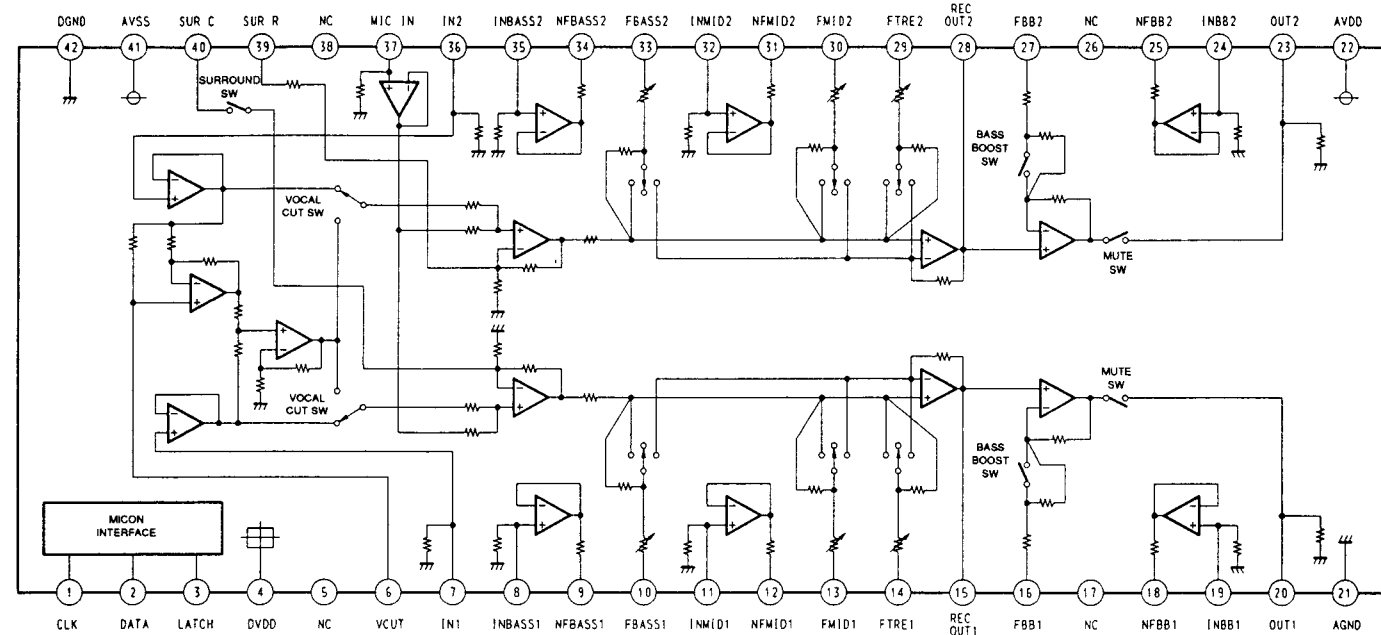 DGND AVSS SUR C SUR R NC MIC IN IN2 INBASS2 NFBASS2 FBASS2 INMID2 NFMID2 FMID2 FTRE2 REC OUT2 FBB2 NC NFBB2 INBB2 OUT2 AVDD
42 41 40 39 38 37 36 35 34 33 32 31 30 29 28 27 26 25 24 23 22
SURROUND
SW
BASS
BOOST
SW
VOCAL
CUT SW
MUTE
SW
VOCAL
CUT SW
MUTE
SW
BASS
BOOST
SW
MICON
INTERFACE
1 2 3 4 5 6 7 8 9 10 11 12 13 14 15 16 17 18 19 20 21
CLK DATA LATCH DVDD NC VCUT IN1 INBASS1 NFBASS1 FBASS1 INMID1 NFMID1 FMID1 FTRE1 REC OUT1 FBB1 NC NFBB1 INBB1 OUT1 AGND